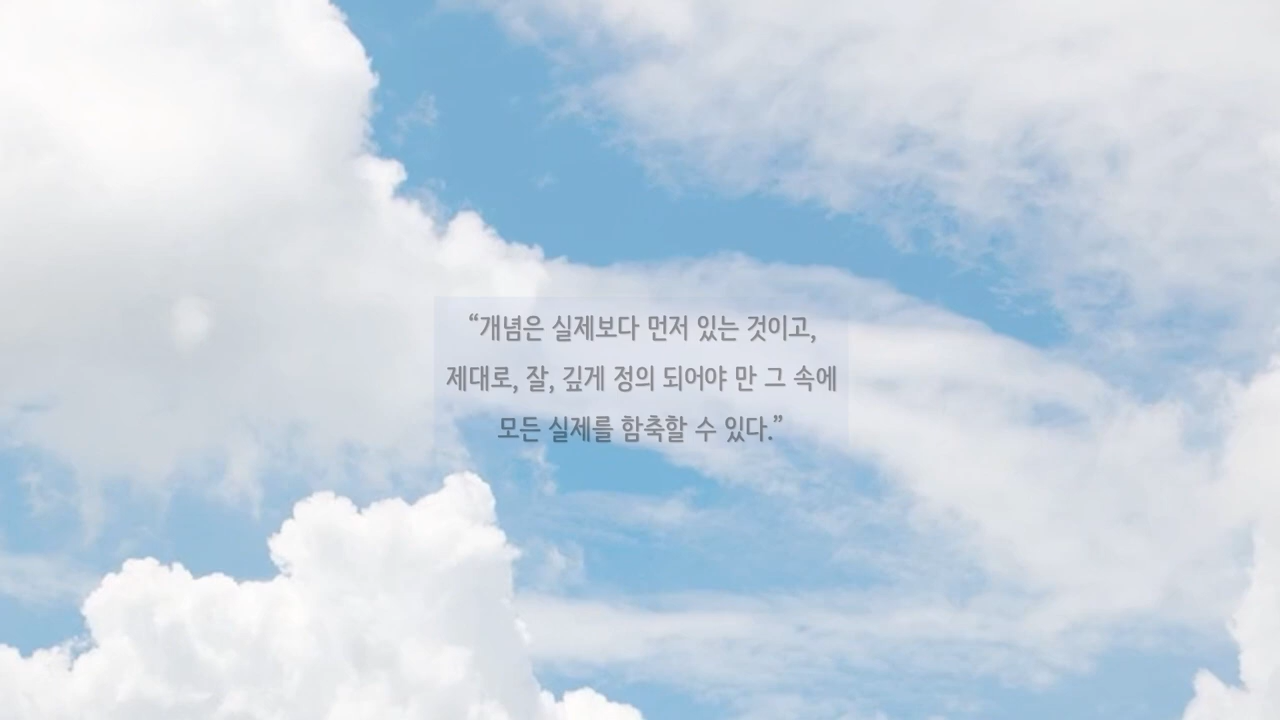 “개념은 실제보다 먼저 있는 것이고,
제대로, 잘, 깊게 정의 되어야 만 그 속에
모든 실제를 함축할 수 있다.”